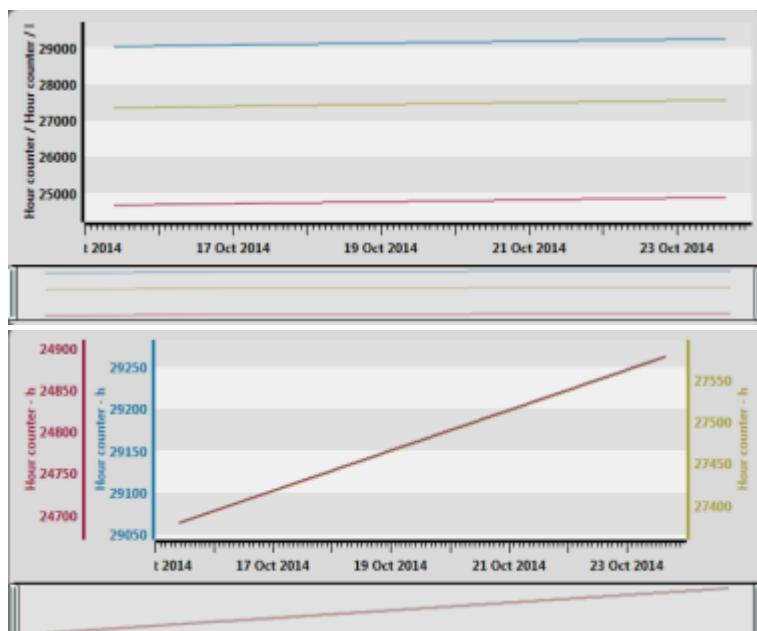 Hour counter / Hour counter / l
29000
28000
27000
26000
25000
t 2014
17 Oct 2014
19 Oct 2014
21 Oct 2014
23 Oct 2014
Hour counter - h
24900
24850
24800
24750
24700
Hour counter - h
29250
29200
29150
29100
29050
27550
27500
27450
27400
Hour counter - h
t 2014
17 Oct 2014
19 Oct 2014
21 Oct 2014
23 Oct 2014